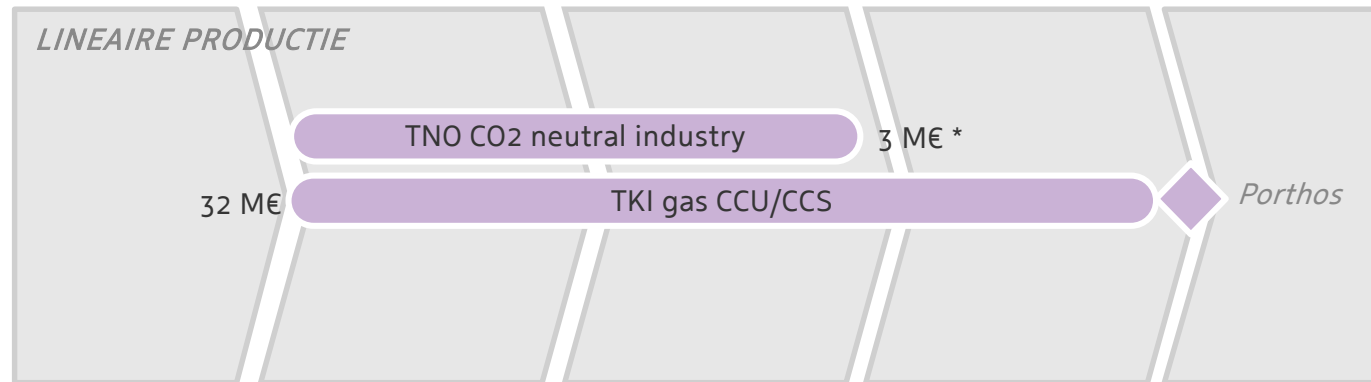 LINEAIRE PRODUCTIE
TNO CO2 neutral industry 3 M€ *
32 M€ TKI gas CCU/CCS Porthos